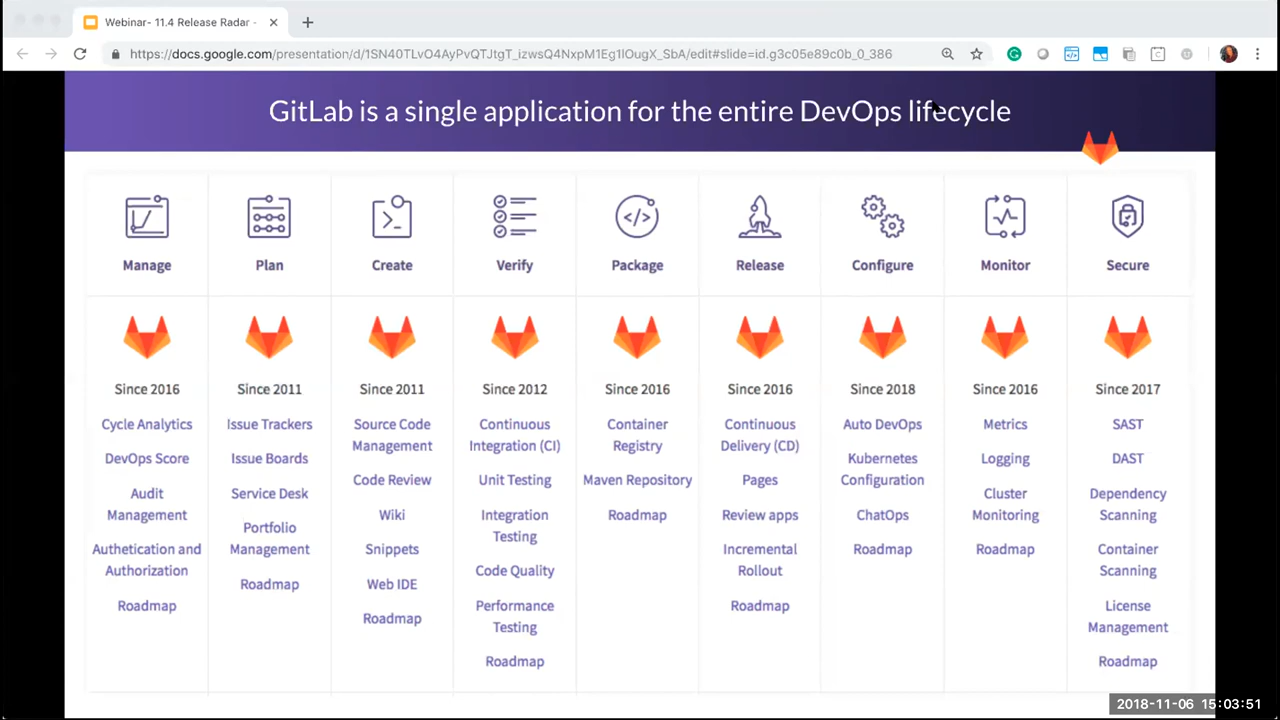 Webinar- 11.4 Release Radar -
https://docs.google.com/presentation/d/1SN40TLvO4AyPvQTJtgT_izwsQ4NxpM1Eg1lOugX_SbA/edit#slide=id.g3c05e89c0b_0_386
GitLab is a single application for the entire DevOps lifecycle
Manage
Plan
Create
Verify
Package
Release
Configure
Monitor
Secure
Since 2016
Cycle Analytics
DevOps Score
Audit
Management
Authetication and
Authorization
Roadmap
Since 2011
Issue Trackers
Issue Boards
Service Desk
Portfolio
Management
Roadmap
Since 2011
Source Code
Management
Code Review
Wiki
Snippets
Web IDE
Roadmap
Since 2012
Continuous
Integration (CI)
Unit Testing
Integration
Testing
Code Quality
Performance
Testing
Roadmap
Since 2016
Container
Registry
Maven Repository
Roadmap
Since 2016
Continuous
Delivery (CD)
Pages
Review apps
Incremental
Rollout
Roadmap
Since 2018
Auto DevOps
Kubernetes
Configuration
ChatOps
Roadmap
Since 2016
Metrics
Logging
Cluster
Monitoring
Roadmap
Since 2017
SAST
DAST
Dependency
Scanning
Container
Scanning
License
Management
Roadmap
2018-11-06 15:03:51